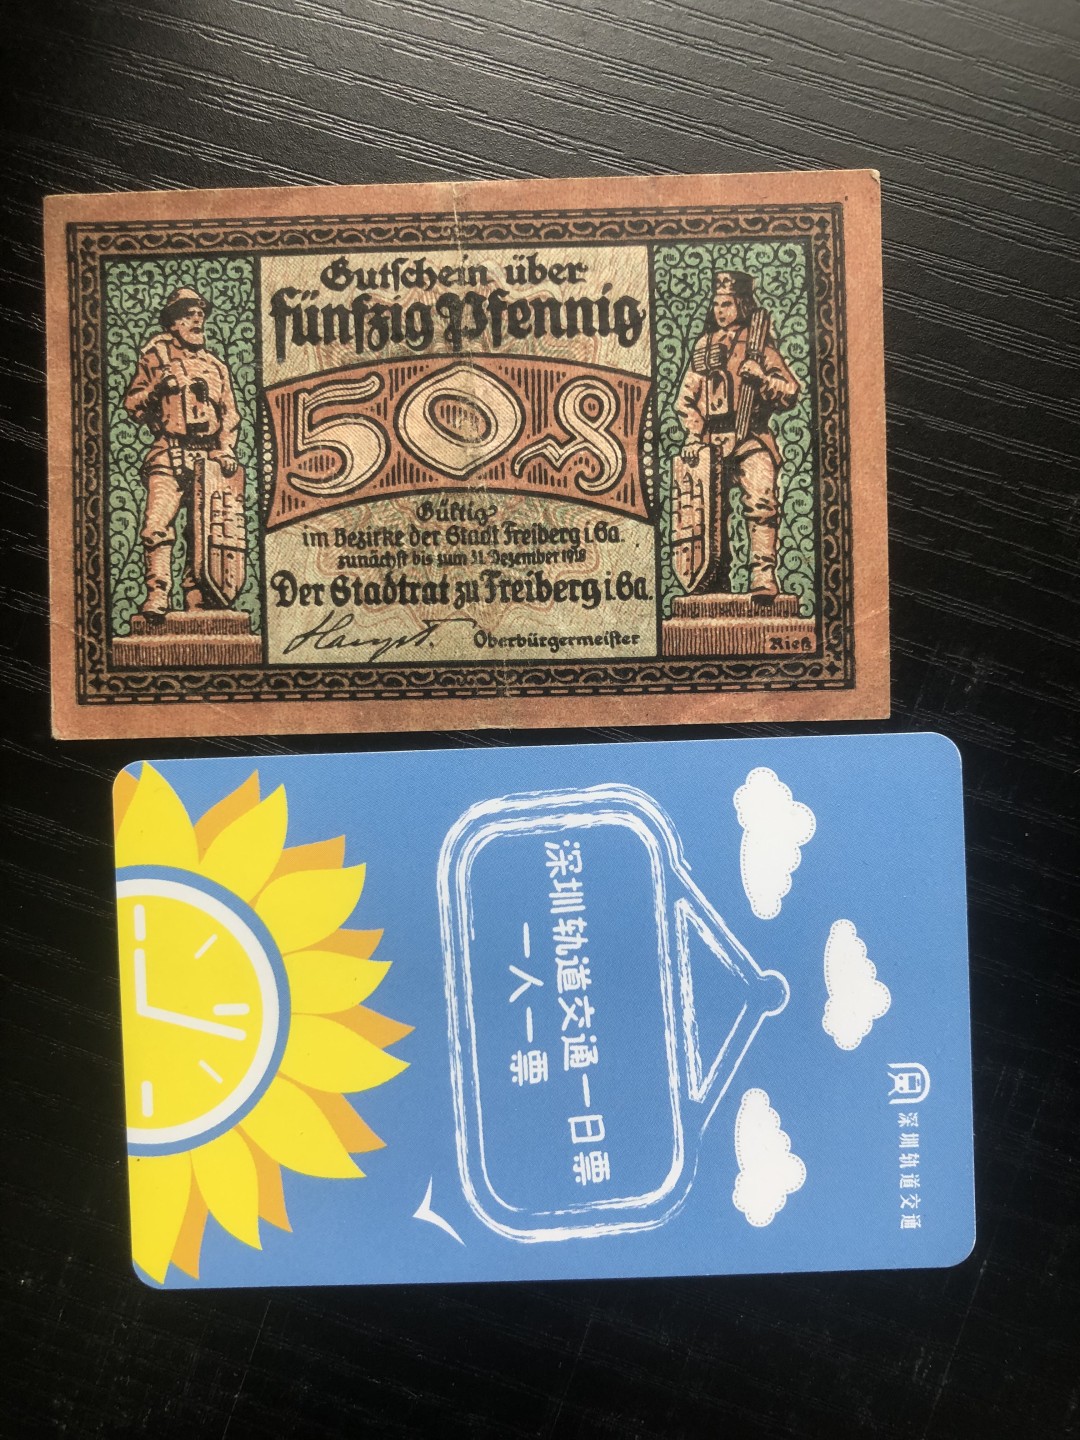 Gutschein über
fünfzig Pfennig
50 ₰
Gültig
im Bezirke der Stadt Freiberg i. Sa.
zunächst bis zum 31. Dezember 1918
Der Stadtrat zu Freiberg i. Sa.
Haupt. Oberbürgermeister
Rieß
深圳轨道交通一日票
一人一票
深圳轨道交通